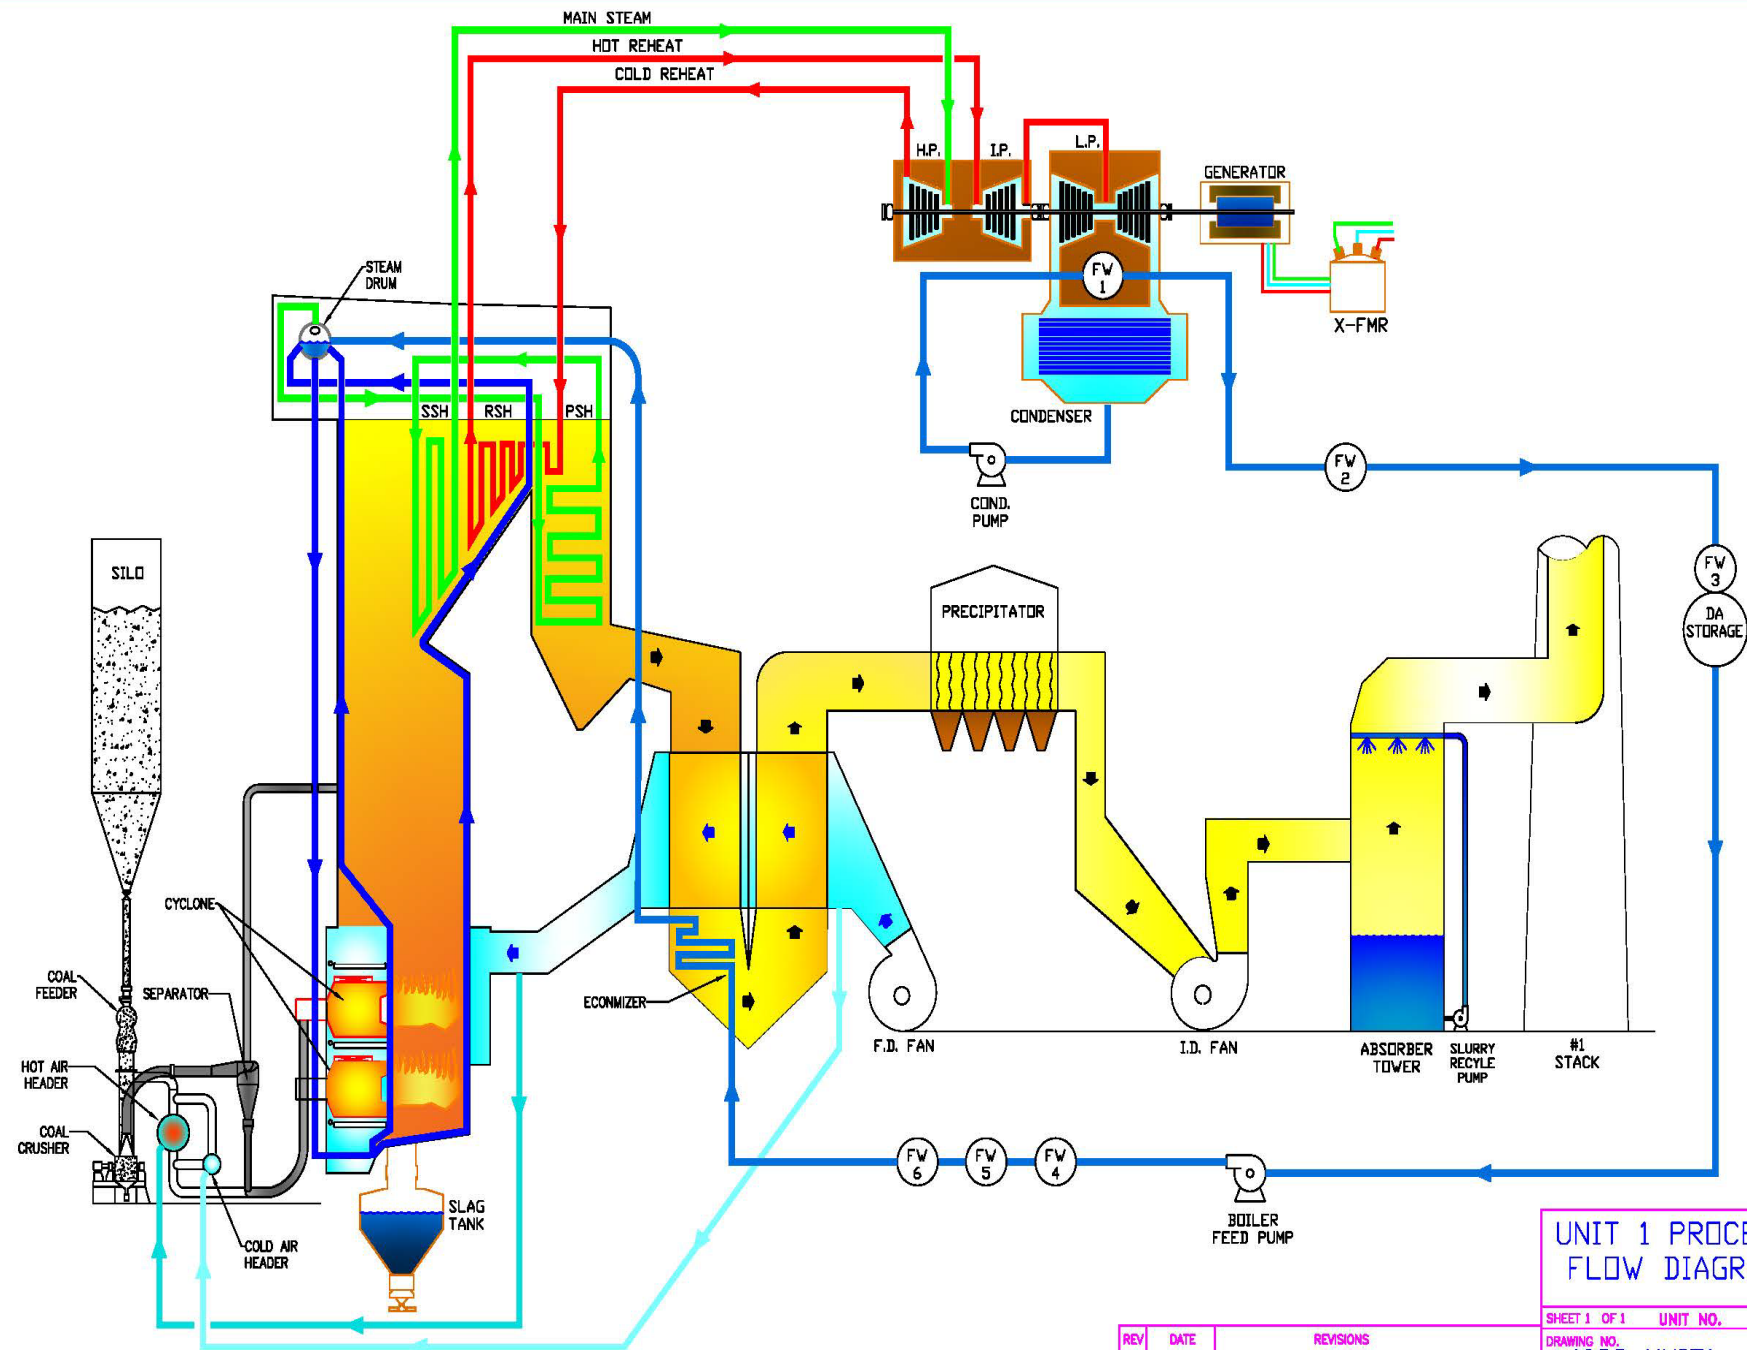 MAIN STEAM
HOT REHEAT
COLD REHEAT
H.P.
I.P.
L.P.
GENERATOR
X-FMR
FW
1
CONDENSER
COND.
PUMP
FW
2
FW
3
DA
STORAGE
STEAM
DRUM
SSH
RSH
PSH
SILO
PRECIPITATOR
CYCLONE
COAL
FEEDER
SEPARATOR
HOT AIR
HEADER
COAL
CRUSHER
COLD AIR
HEADER
SLAG
TANK
ECONMIZER
F.D. FAN
I.D. FAN
ABSORBER
TOWER
SLURRY
RECYLE
PUMP
#1
STACK
FW
6
FW
5
FW
4
BOILER
FEED PUMP
UNIT 1 PROCE
FLOW DIAGR
SHEET 1 OF 1 UNIT NO.
DRAWING NO.
REV DATE REVISIONS